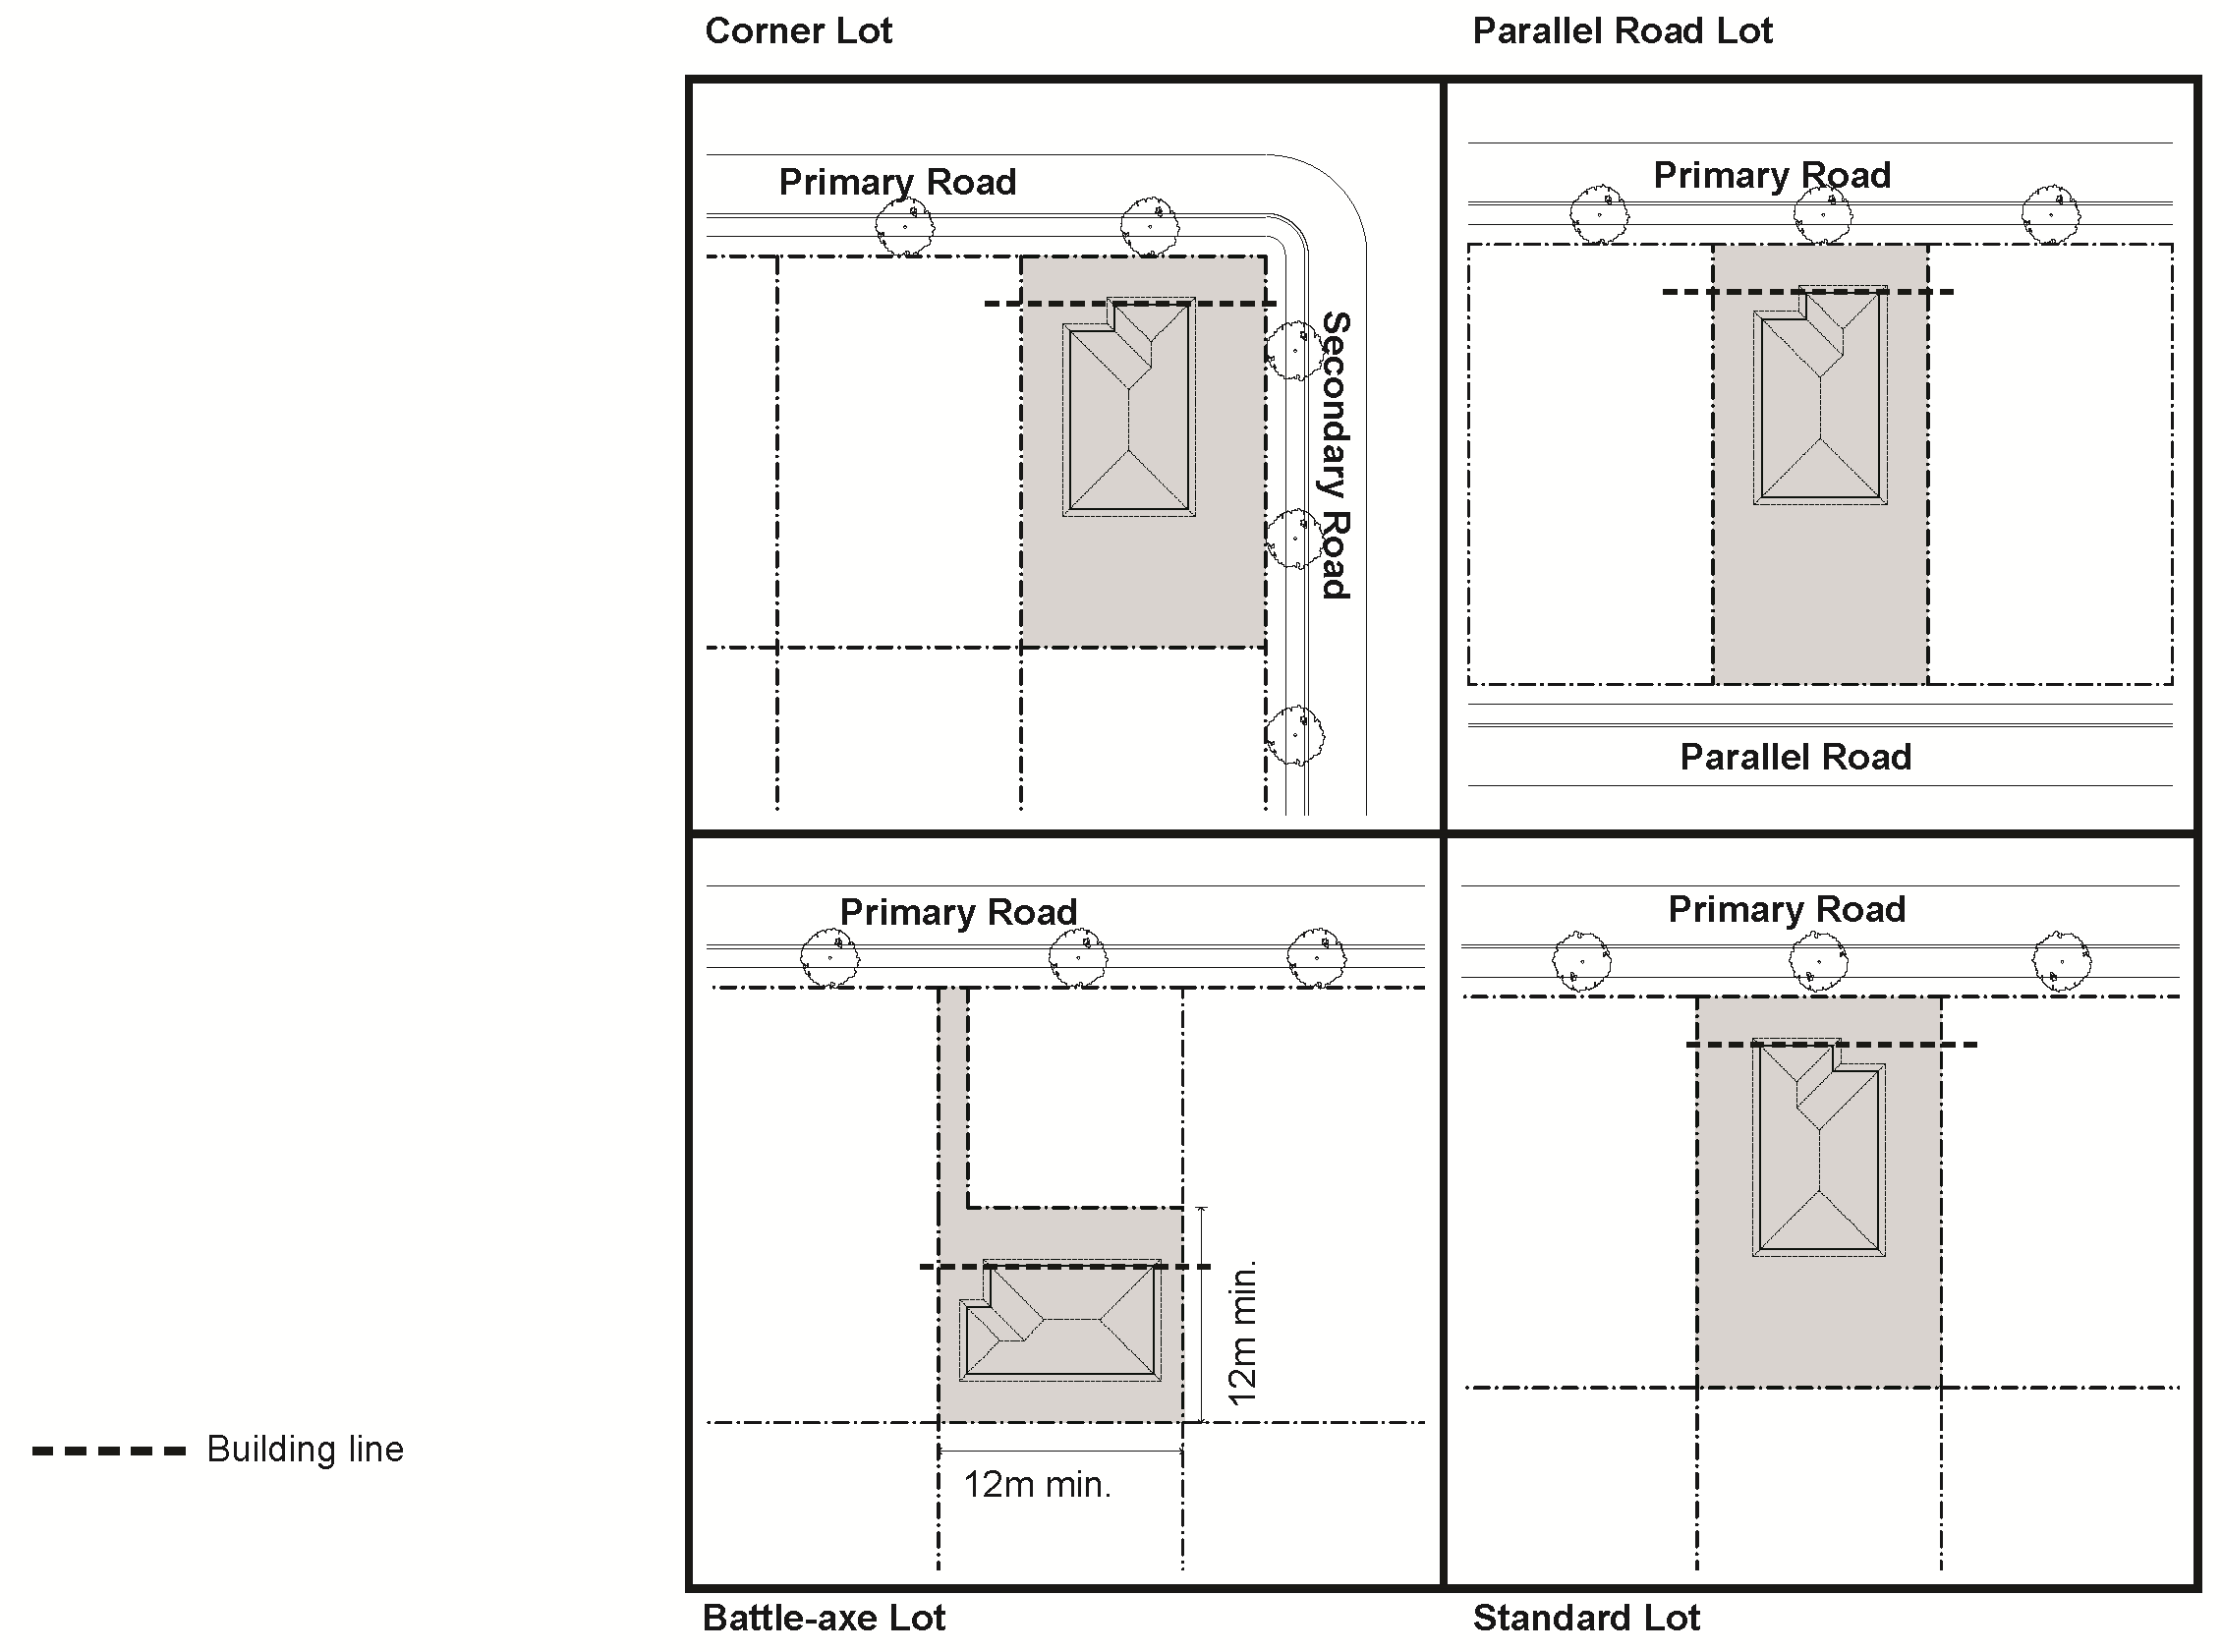 Corner Lot
Parallel Road Lot
Primary Road
Secondary Road
Primary Road
Parallel Road
Primary Road
12m min.
12m min.
Primary Road
Building line
Battle-axe Lot
Standard Lot